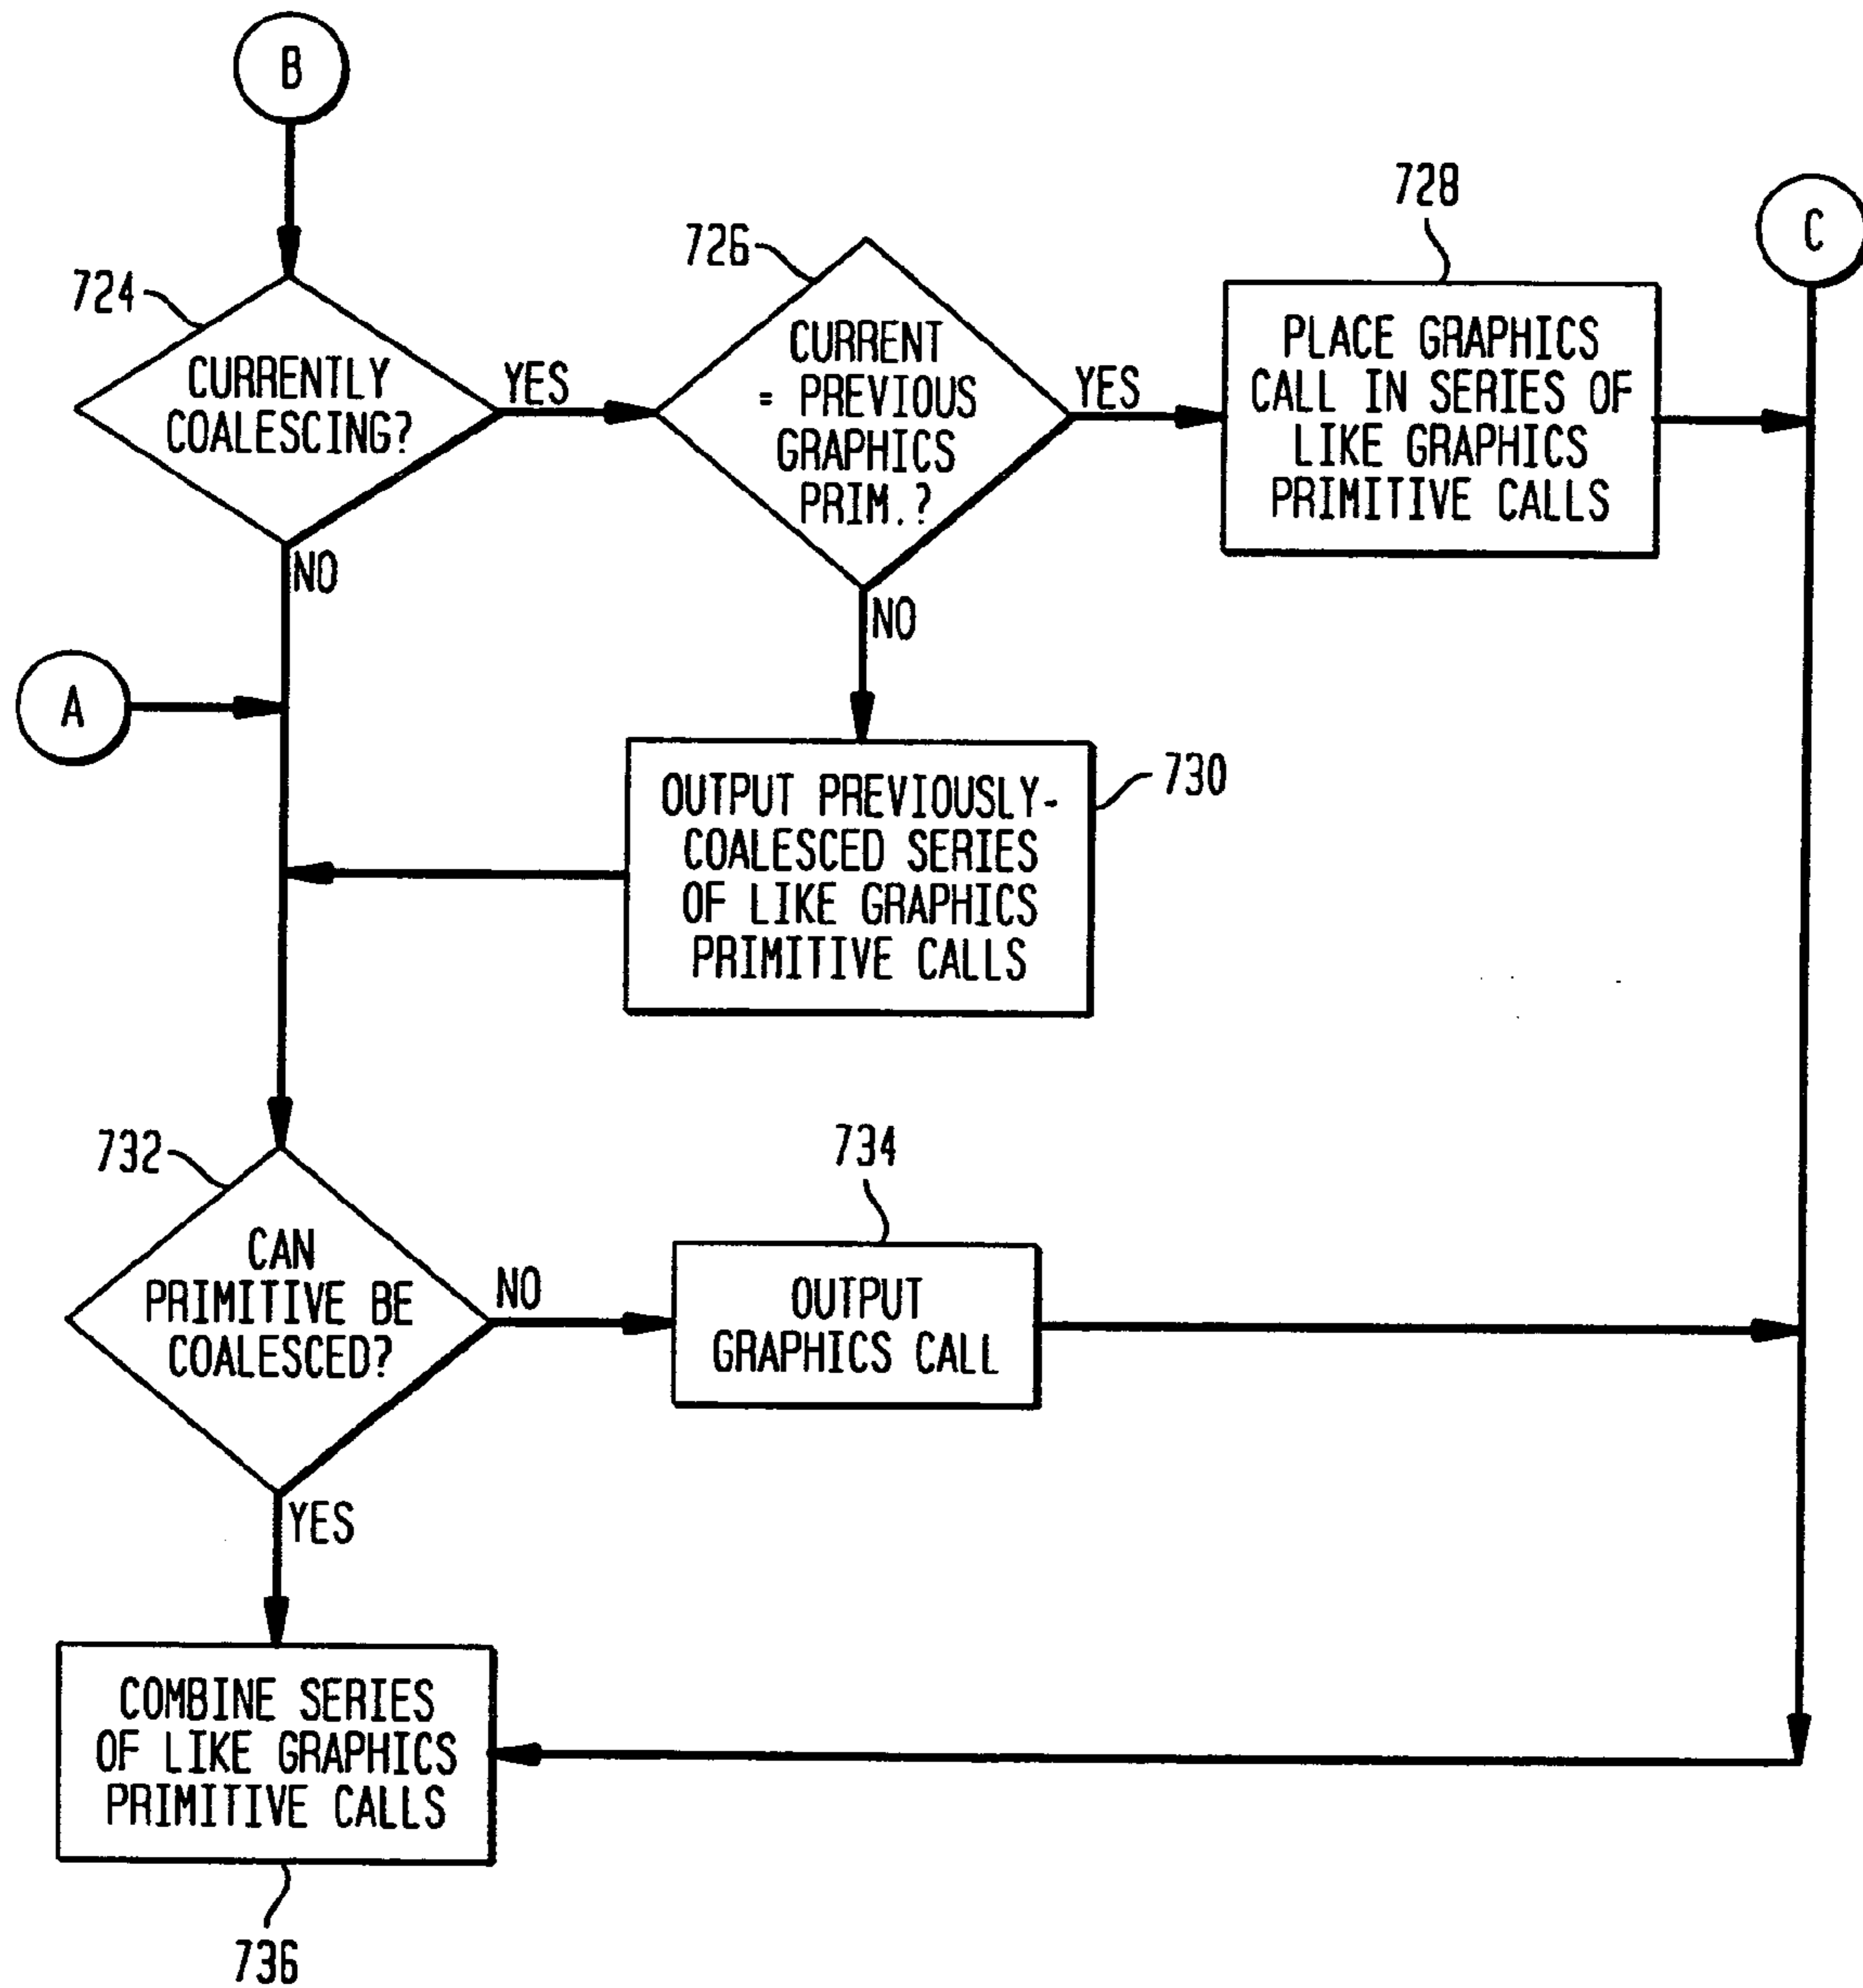 B
728
C
726
724
CURRENTLY
COALESCING?
YES
CURRENT
= PREVIOUS
GRAPHICS
PRIM.?
YES
PLACE GRAPHICS
CALL IN SERIES OF
LIKE GRAPHICS
PRIMITIVE CALLS
NO
NO
A
730
OUTPUT PREVIOUSLY-
COALESCED SERIES
OF LIKE GRAPHICS
PRIMITIVE CALLS
732
734
CAN
PRIMITIVE BE
COALESCED?
NO
OUTPUT
GRAPHICS CALL
YES
COMBINE SERIES
OF LIKE GRAPHICS
PRIMITIVE CALLS
736